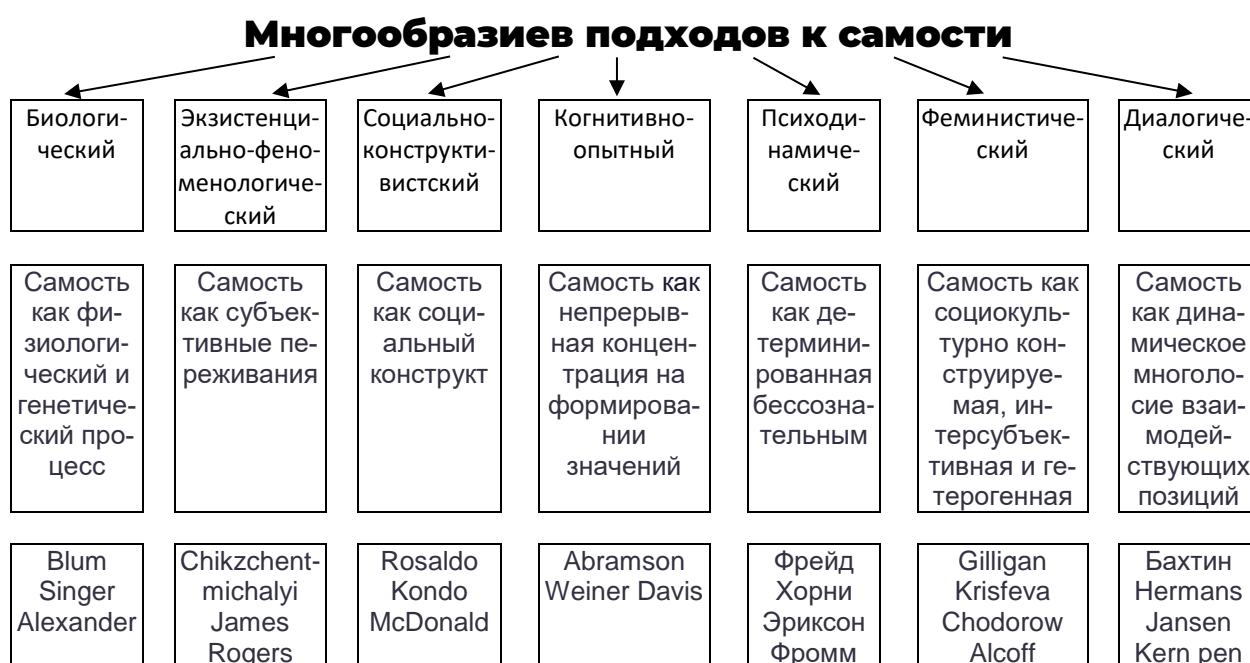 Многообразиев подходов к самости
Биологи-
ческий
Экзистенци-
ально-фено-
менологиче-
ский
Социально-
конструкти-
вистский
Когнитивно-
опытный
Психоди-
намиче-
ский
Феминистиче-
ский
Диалогиче-
ский
Самость
как фи-
зиологи-
ческий и
генетиче-
ский про-
цесс
Самость
как субъек-
тивные пе-
реживания
Самость
как соци-
альный
конструкт
Самость как
непрерыв-
ная концен-
трация на
формирова-
нии
значений
Самость
как де-
термини-
рованная
бессозна-
тельным
Самость как
социокуль-
турно кон-
струируе-
мая, ин-
терсубъек-
тивная и ге-
терогенная
Самость
как дина-
мическое
многоло-
сие взаи-
модей-
ствующих
позиций
Blum
Singer
Alexander
Chikzchent-
michalyi
James
Rogers
Rosaldo
Kondo
McDonald
Abramson
Weiner Davis
Фрейд
Хорни
Эриксон
Фромм
Gilligan
Krisfeva
Chodorow
Alcoff
Бахтин
Hermans
Jansen
Kern pen